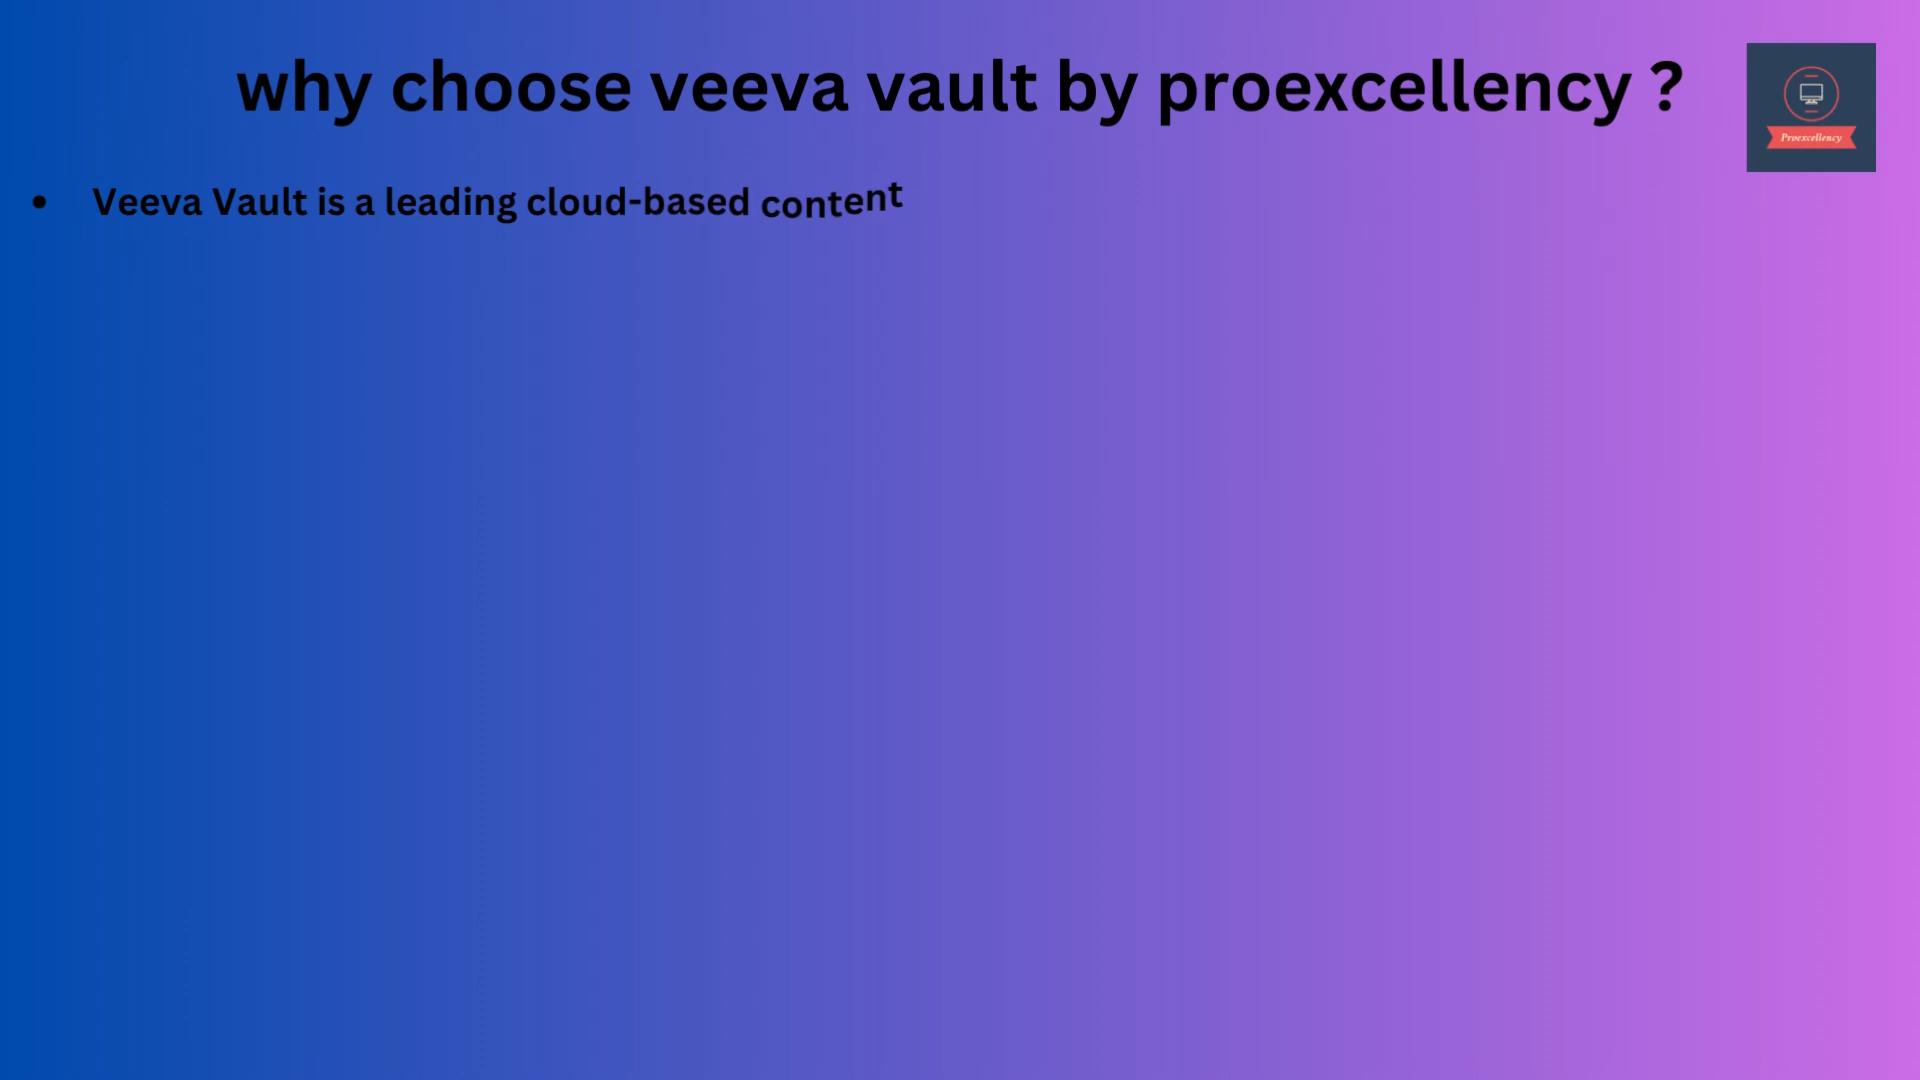 why choose veeva vault by proexcellency ?
Proexcellency
• Veeva Vault is a leading cloud-based content